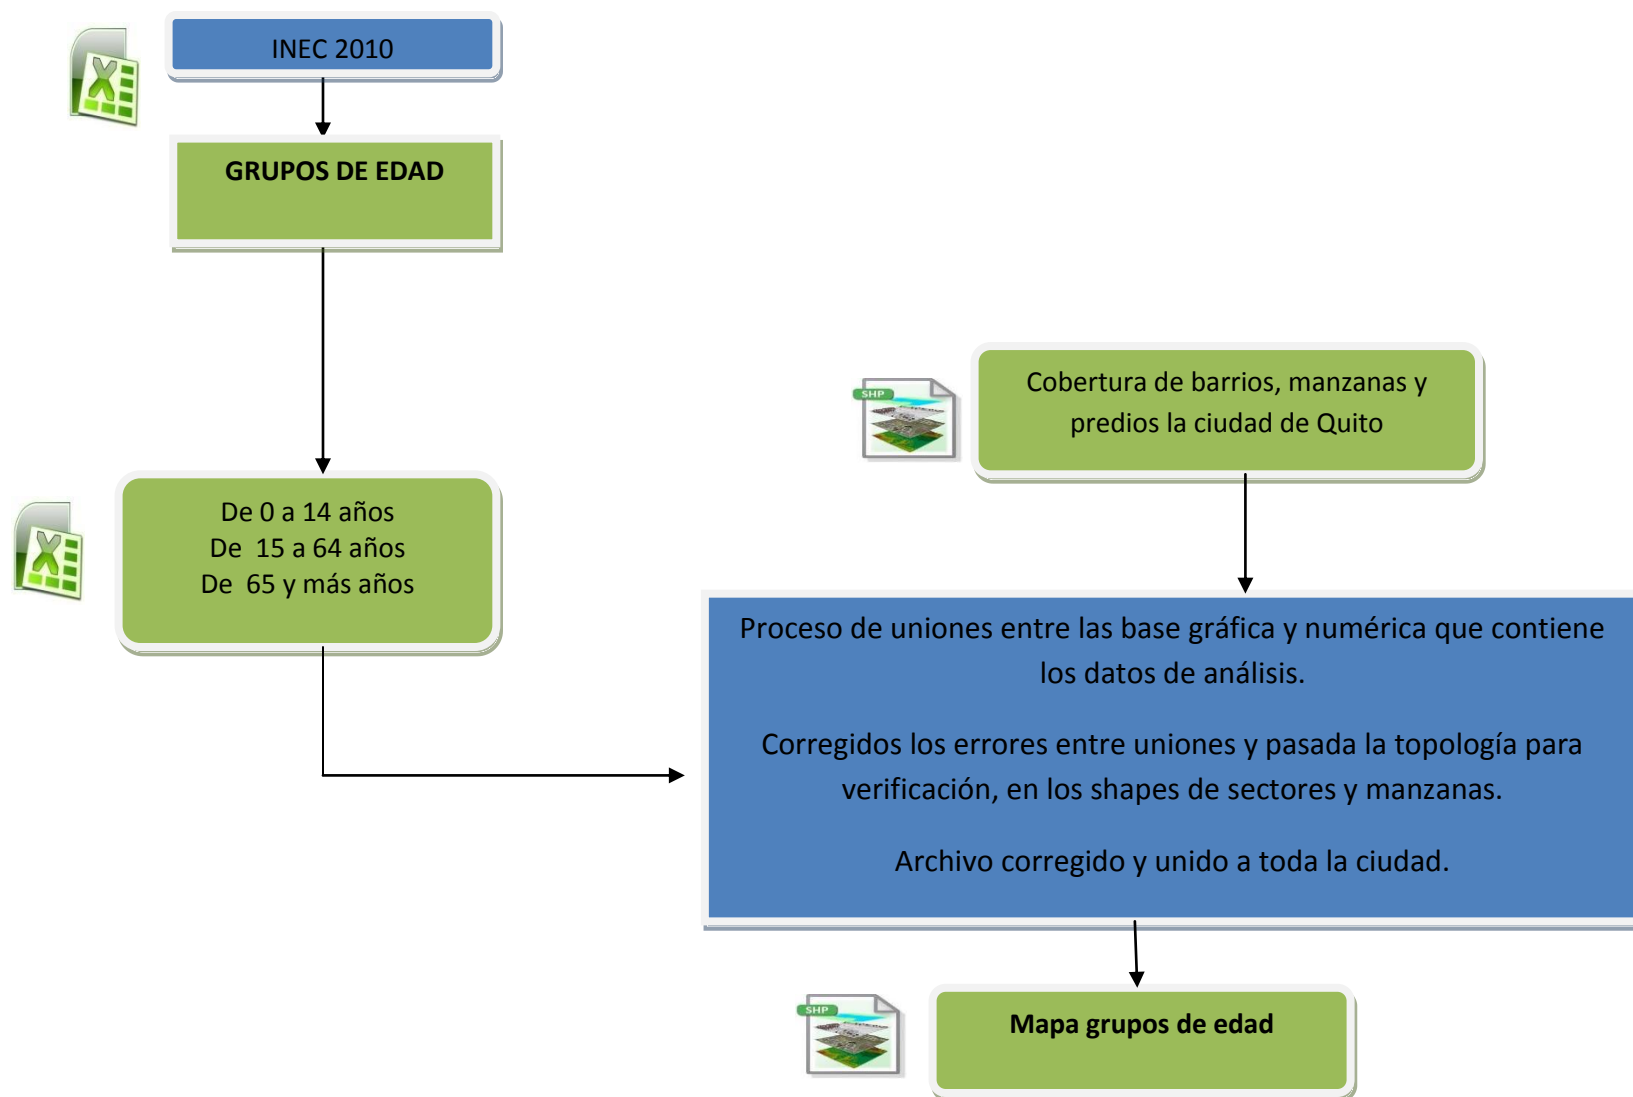 INEC 2010
GRUPOS DE EDAD
De 0 a 14 años
De 15 a 64 años
De 65 y más años
SHP
Cobertura de barrios, manzanas y
predios la ciudad de Quito
Proceso de uniones entre las base gráfica y numérica que contiene
los datos de análisis.
Corregidos los errores entre uniones y pasada la topología para
verificación, en los shapes de sectores y manzanas.
Archivo corregido y unido a toda la ciudad.
SHP
Mapa grupos de edad